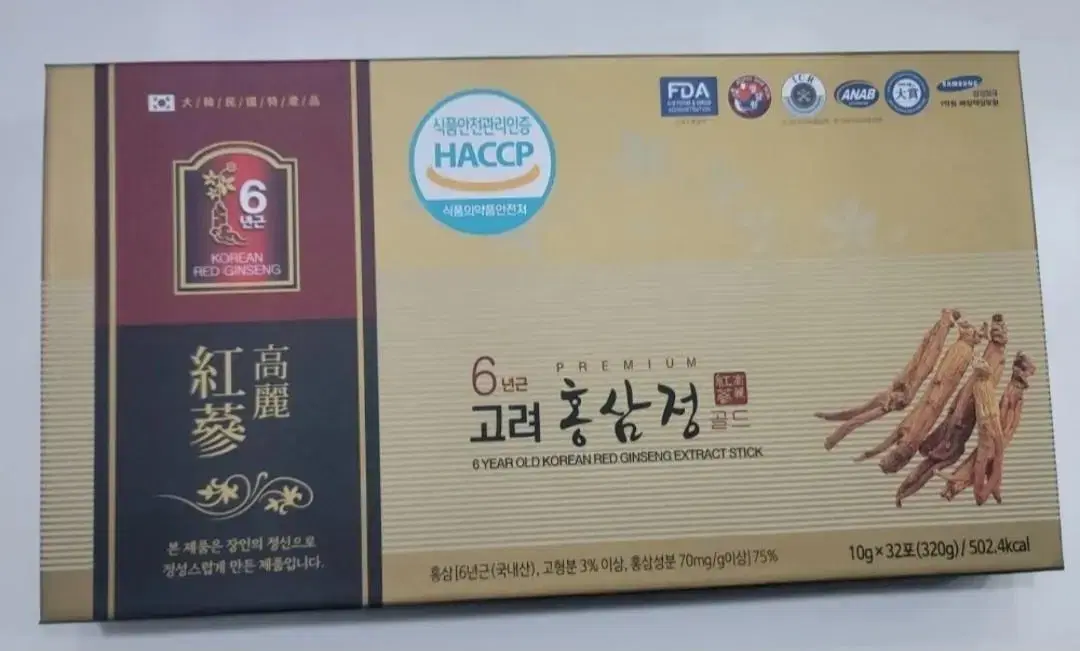 大/韓/民/國/特/產/品
6
년근
KOREAN
RED GINSENG
高麗
紅蔘
본 제품은 장인의 정신으로
정성스럽게 만든 제품입니다.
식품안전관리인증
HACCP
식품의약품안전처
FDA
ICR
ANAB
大賞
SAMSUNG
PREMIUM
6년근
고려 홍삼정 골드
6 YEAR OLD KOREAN RED GINSENG EXTRACT STICK
홍삼[6년근(국내산), 고형분 3% 이상, 홍삼성분 70mg/g이상] 75%
10g×32포(320g)/502.4kcal